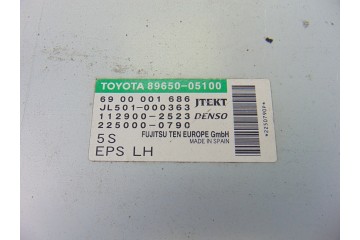 TOYOTA 89650-05100
69 00 001 686 JTEKT
JL501-000363
112900-2523 DENSO
225000-0790
FUJITSU TEN EUROPE GmbH
5S MADE IN SPAIN
EPS LH